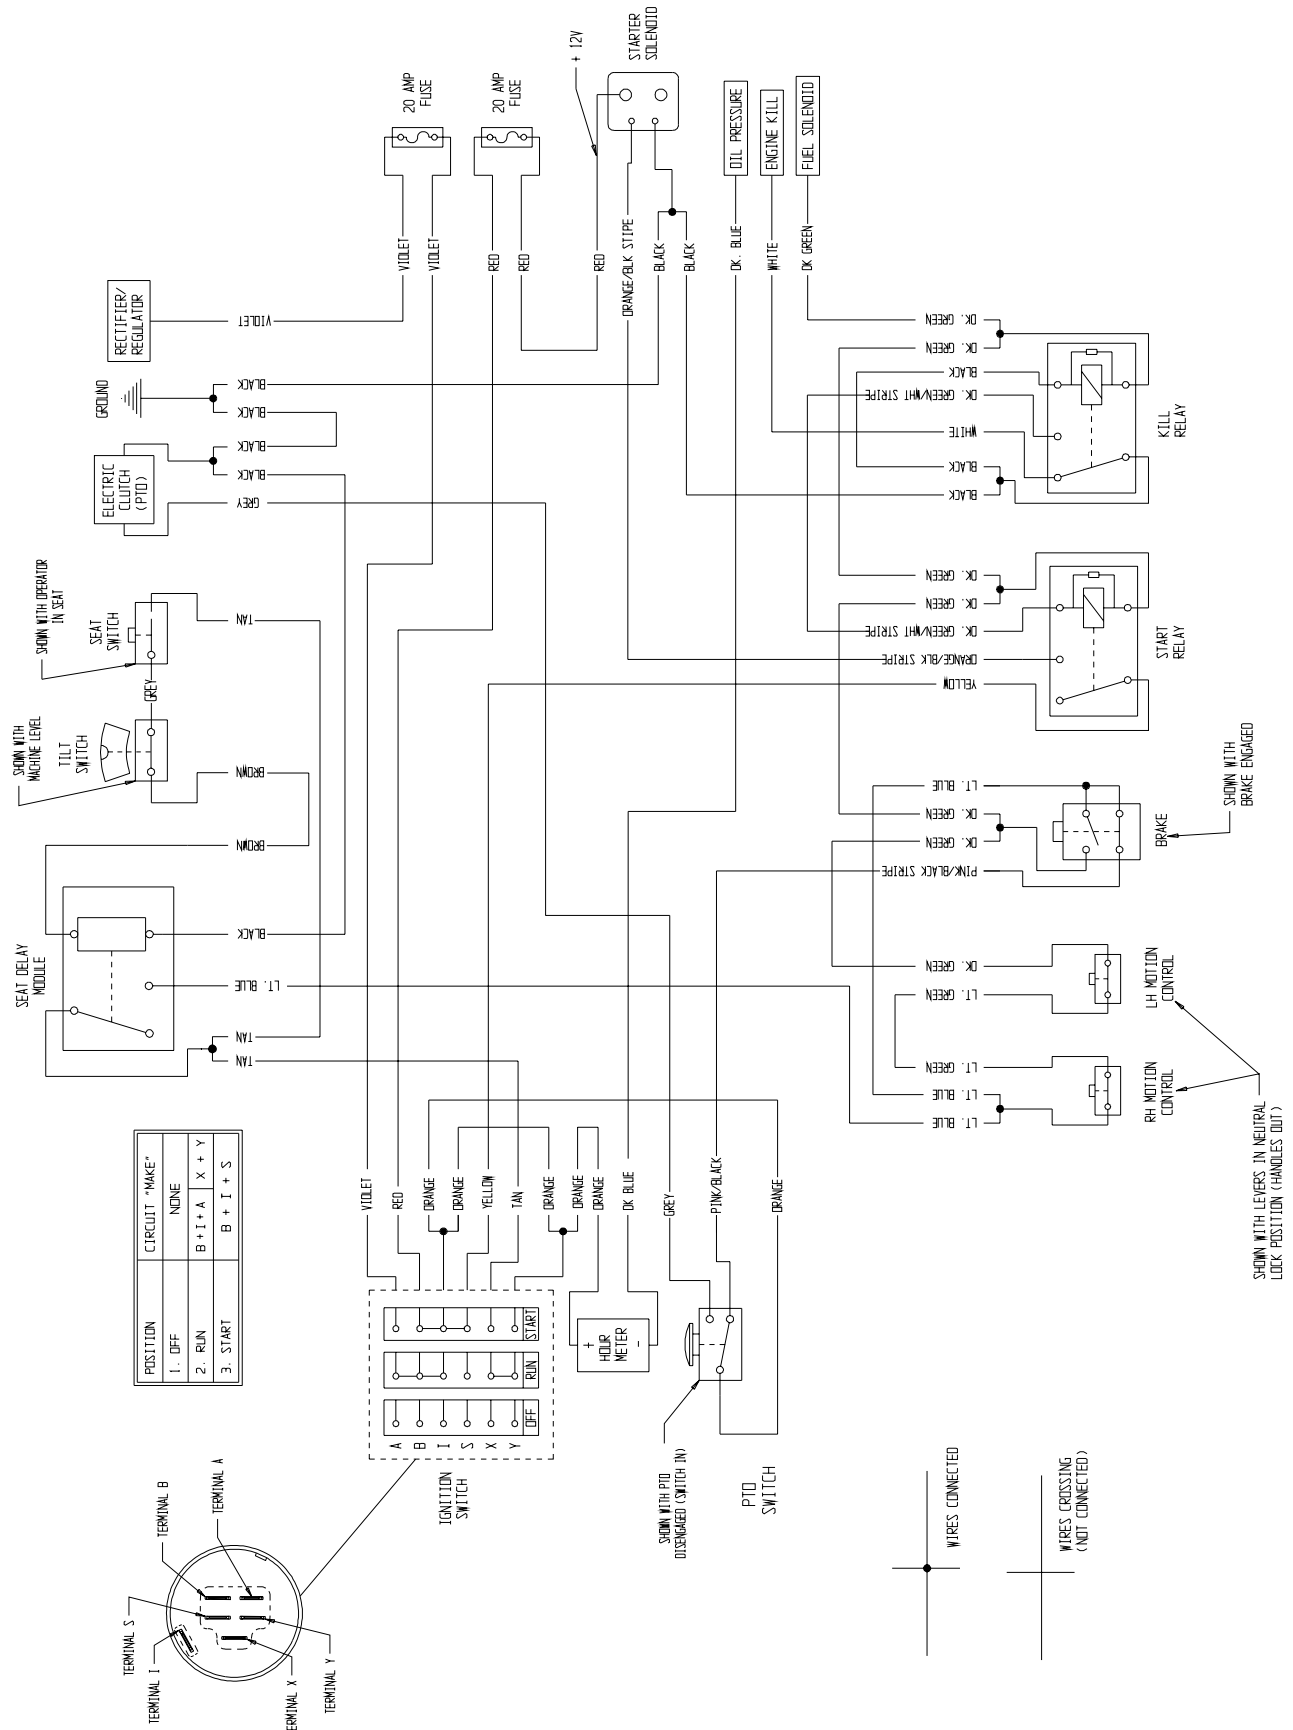 STARTER
SOLENOID
+ 12V
20 AMP
FUSE
20 AMP
FUSE
OIL PRESSURE
ENGINE KILL
FUEL SOLENOID
VIOLET
VIOLET
RED
RED
RED
ORANGE/BLK STIPE
BLACK
BLACK
DK. BLUE
WHITE
DK GREEN
RECTIFIER/
REGULATOR
VIOLET
GROUND
BLACK
BLACK
BLACK
BLACK
GREY
ELECTRIC
CLUTCH
(PTO)
DK. GREEN
DK. GREEN
BLACK
DK. GREEN/WHT STRIPE
WHITE
BLACK
BLACK
KILL
RELAY
SHOWN WITH OPERATOR
IN SEAT
SEAT
SWITCH
TAN
GREY
SHOWN WITH
MACHINE LEVEL
TILT
SWITCH
BROWN
BROWN
DK. GREEN
DK. GREEN
DK. GREEN/WHT STRIPE
ORANGE/BLK STRIPE
YELLOW
START
RELAY
LT. BLUE
DK. GREEN
DK. GREEN
PINK/BLACK STRIPE
BRAKE
SHOWN WITH
BRAKE ENGAGED
SEAT DELAY
MODULE
BLACK
LT. BLUE
TAN
TAN
DK. GREEN
LT. GREEN
LH MOTION
CONTROL
LT. GREEN
LT. BLUE
LT. BLUE
RH MOTION
CONTROL
SHOWN WITH LEVERS IN NEUTRAL
LOCK POSITION (HANDLES OUT)
POSITION CIRCUIT "MAKE"
1. OFF NONE
2. RUN B + I + A X + Y
3. START B + I + S
VIOLET
RED
ORANGE
ORANGE
YELLOW
TAN
ORANGE
ORANGE
ORANGE
DK BLUE
GREY
PINK/BLACK
ORANGE
START
RUN
OFF
A
B
I
S
X
Y
IGNITION
SWITCH
+
HOUR
METER
-
SHOWN WITH PTO
DISENGAGED (SWITCH IN)
PTO
SWITCH
WIRES CONNECTED
WIRES CROSSING
(NOT CONNECTED)
TERMINAL A
TERMINAL B
TERMINAL S
TERMINAL I
TERMINAL X
TERMINAL Y